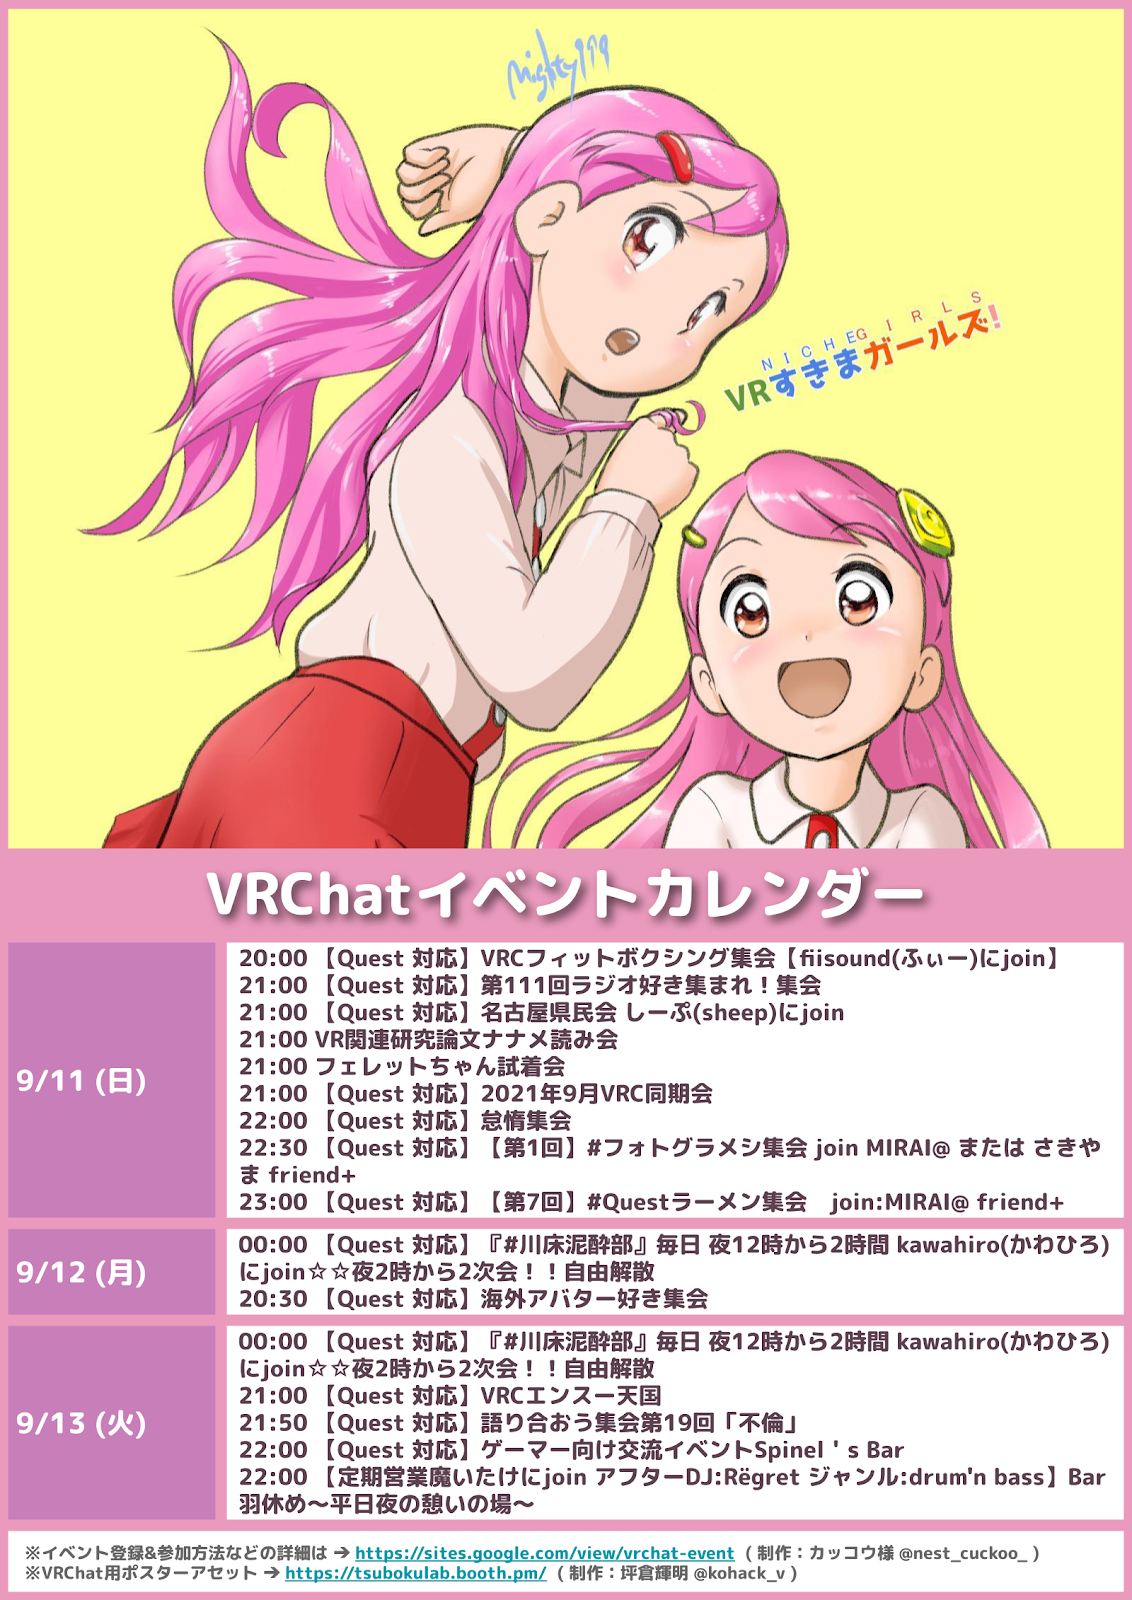 mighty199
NICHE GIRLS
VRすきまガールズ!
VRChatイベントカレンダー
9/11 (日)
20:00 【Quest 対応】VRCフィットボクシング集会【fiisound(ふぃー)にjoin】
21:00 【Quest 対応】第111回ラジオ好き集まれ！集会
21:00 【Quest 対応】名古屋県民会 しーぷ(sheep)にjoin
21:00 VR関連研究論文ナナメ読み会
21:00 フェレットちゃん試着会
21:00 【Quest 対応】2021年9月VRC同期会
22:00 【Quest 対応】怠惰集会
22:30 【Quest 対応】【第1回】#フォトグラメシ集会 join MIRAI@ または さきや
ま friend+
23:00 【Quest 対応】【第7回】#Questラーメン集会　join:MIRAI@ friend+
9/12 (月)
00:00 【Quest 対応】『#川床泥酔部』毎日 夜12時から2時間 kawahiro(かわひろ)
にjoin☆☆夜2時から2次会！！自由解散
20:30 【Quest 対応】海外アバター好き集会
9/13 (火)
00:00 【Quest 対応】『#川床泥酔部』毎日 夜12時から2時間 kawahiro(かわひろ)
にjoin☆☆夜2時から2次会！！自由解散
21:00 【Quest 対応】VRCエンスー天国
21:50 【Quest 対応】語り合おう集会第19回「不倫」
22:00 【Quest 対応】ゲーマー向け交流イベントSpinel ' s Bar
22:00 【定期営業魔いたけにjoin アフターDJ:Rëgret ジャンル:drum'n bass】Bar
羽休め～平日夜の憩いの場～
※イベント登録&参加方法などの詳細は → https://sites.google.com/view/vrchat-event ( 制作：カッコウ様 @nest_cuckoo_ )
※VRChat用ポスターアセット → https://tsubokulab.booth.pm/ ( 制作：坪倉輝明 @kohack_v )